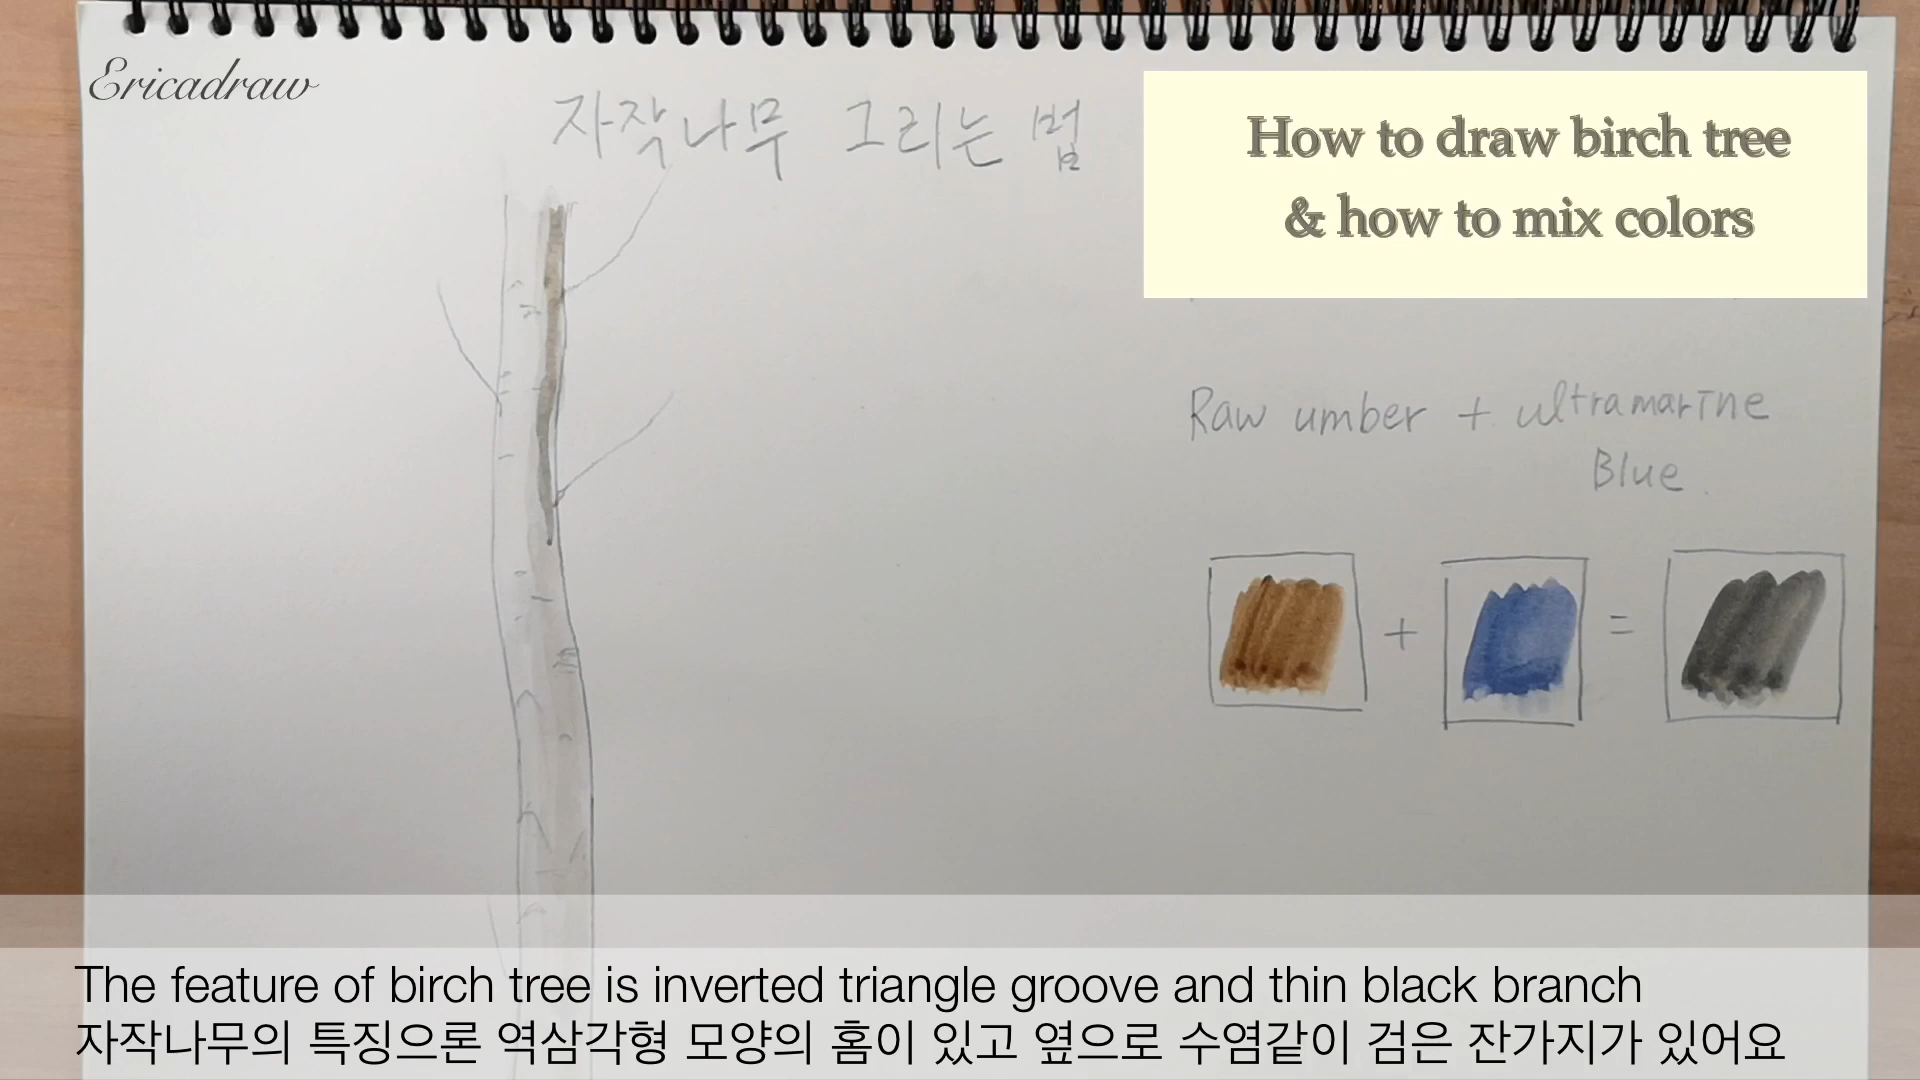 Ericadraw
자작나무 그리는 법
How to draw birch tree
& how to mix colors
Raw umber + ultramarine
Blue
+ =
The feature of birch tree is inverted triangle groove and thin black branch
자작나무의 특징으론 역삼각형 모양의 홈이 있고 옆으로 수염같이 검은 잔가지가 있어요